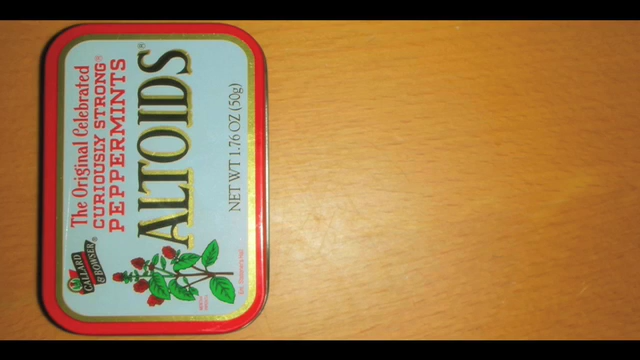 The Original Celebrated
CURIOUSLY STRONG®
PEPPERMINTS
CALLARD
& BOWSER®
ALTOIDS®
NET WT 1.76 OZ (50g)